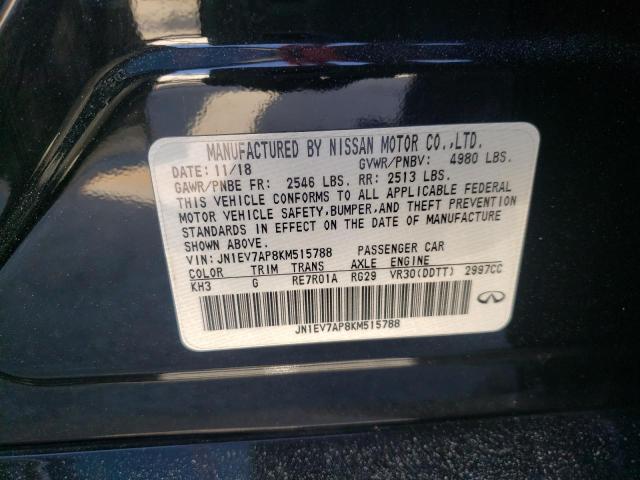 MANUFACTURED BY NISSAN MOTOR CO.,LTD.
DATE: 11/18 GVWR/PNBV: 4980 LBS.
GAWR/PNBE FR: 2546 LBS. RR: 2513 LBS.
THIS VEHICLE CONFORMS TO ALL APPLICABLE FEDERAL
MOTOR VEHICLE SAFETY,BUMPER,AND THEFT PREVENTION
STANDARDS IN EFFECT ON THE DATE OF MANUFACTURE
SHOWN ABOVE.
VIN: JN1EV7AP8KM515788 PASSENGER CAR
COLOR TRIM TRANS AXLE ENGINE
KH3 G RE7R01A RG29 VR30(DDTT) 2997CC
JN1EV7AP8KM515788